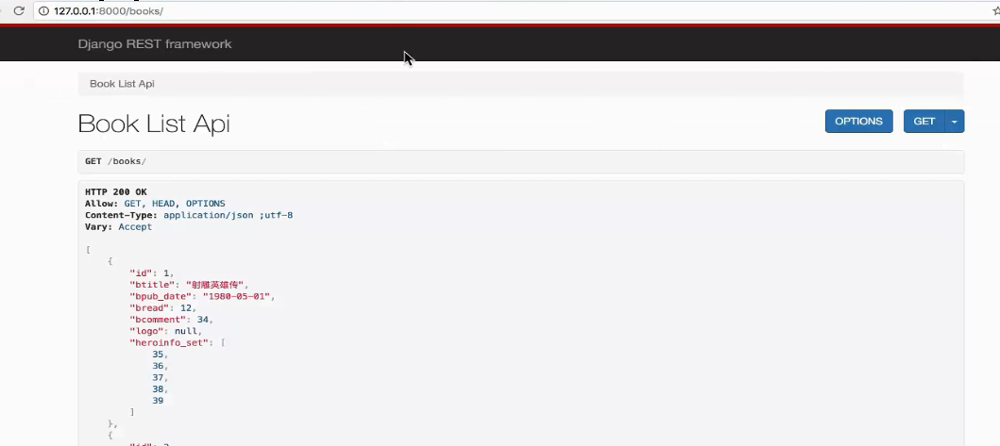 127.0.0.1:8000/books/
Django REST framework
Book List Api
Book List Api
OPTIONS
GET
GET /books/
HTTP 200 OK
Allow: GET, HEAD, OPTIONS
Content-Type: application/json ;utf-8
Vary: Accept
[
{
"id": 1,
"btitle": "射雕英雄传",
"bpub_date": "1980-05-01",
"bread": 12,
"bcomment": 34,
"logo": null,
"heroinfo_set": [
35,
36,
37,
38,
39
]
},
{